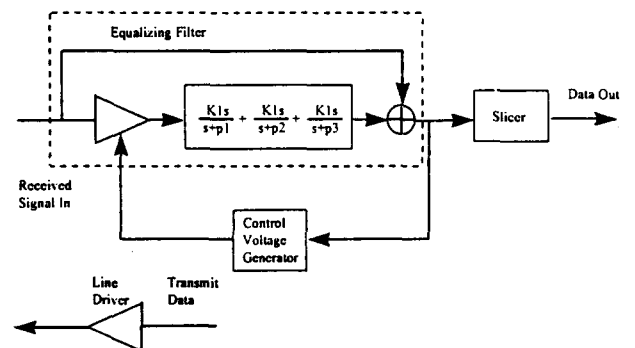 Equalizing Filter
K1s
s+p1
+
K1s
s+p2
+
K1s
s+p3
Slicer
Data Out
Received
Signal In
Control
Voltage
Generator
Line
Driver
Transmit
Data